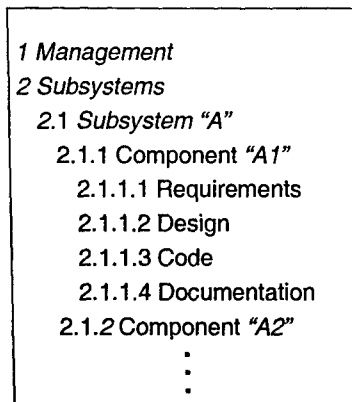 1 Management
2 Subsystems
2.1 Subsystem “A”
2.1.1 Component “A1”
2.1.1.1 Requirements
2.1.1.2 Design
2.1.1.3 Code
2.1.1.4 Documentation
2.1.2 Component “A2”